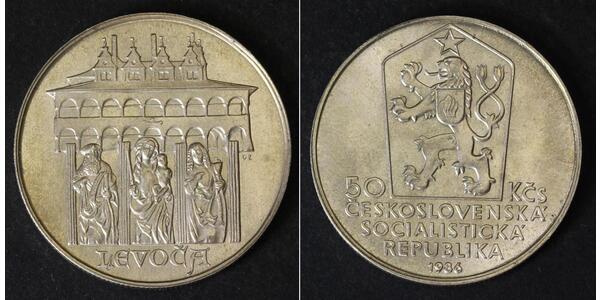 LEVOČA
50 KČS
ČESKOSLOVENSKÁ
SOCIALISTICKÁ
REPUBLIKA
1986